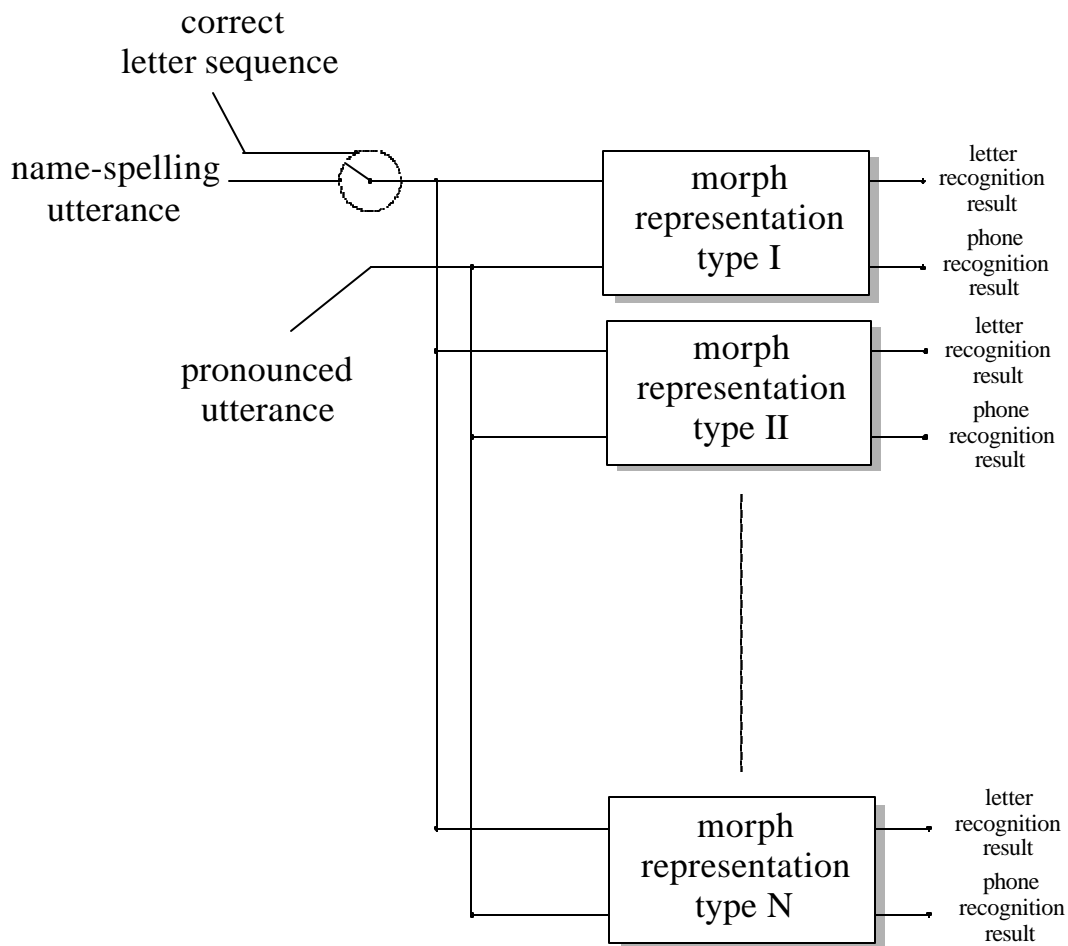 correct
letter sequence
name-spelling
utterance
pronounced
utterance
morph
representation
type I
letter
recognition
result
phone
recognition
result
morph
representation
type II
letter
recognition
result
phone
recognition
result
morph
representation
type N
letter
recognition
result
phone
recognition
result